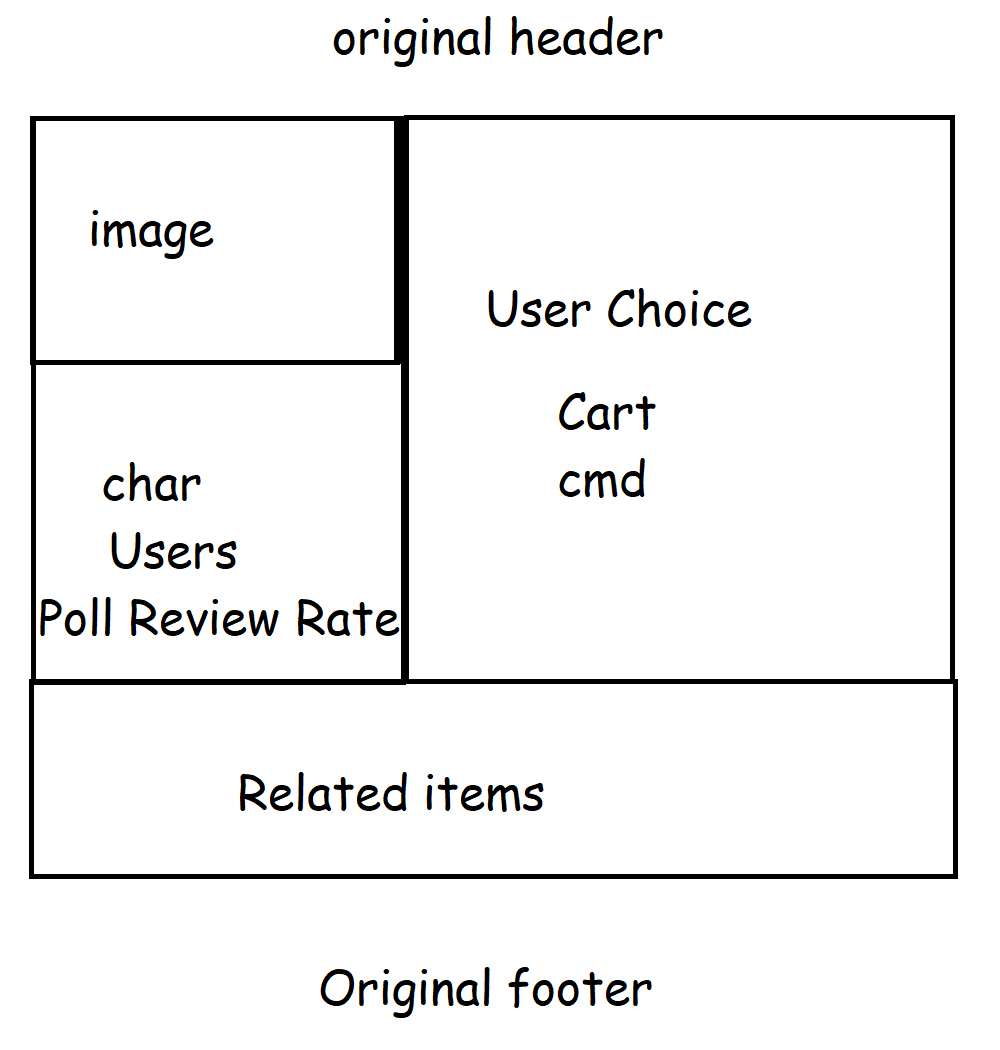 original header
image
char
Users
Poll Review Rate
User Choice
Cart
cmd
Related items
Original footer